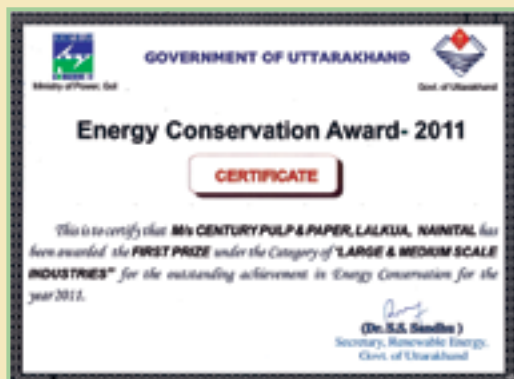 GOVERNMENT OF UTTARAKHAND
Ministry of Power, GoI
Govt. of Uttarakhand
Energy Conservation Award- 2011
CERTIFICATE
This is to certify that M/s CENTURY PULP & PAPER, LALKUA, NAINITAL has
been awarded the FIRST PRIZE under the Category of "LARGE & MEDIUM SCALE
INDUSTRIES" for the outstanding achievement in Energy Conservation for the
year 2011.
(Dr. S.S. Sandhu )
Secretary, Renewable Energy.
Govt. of Uttarakhand